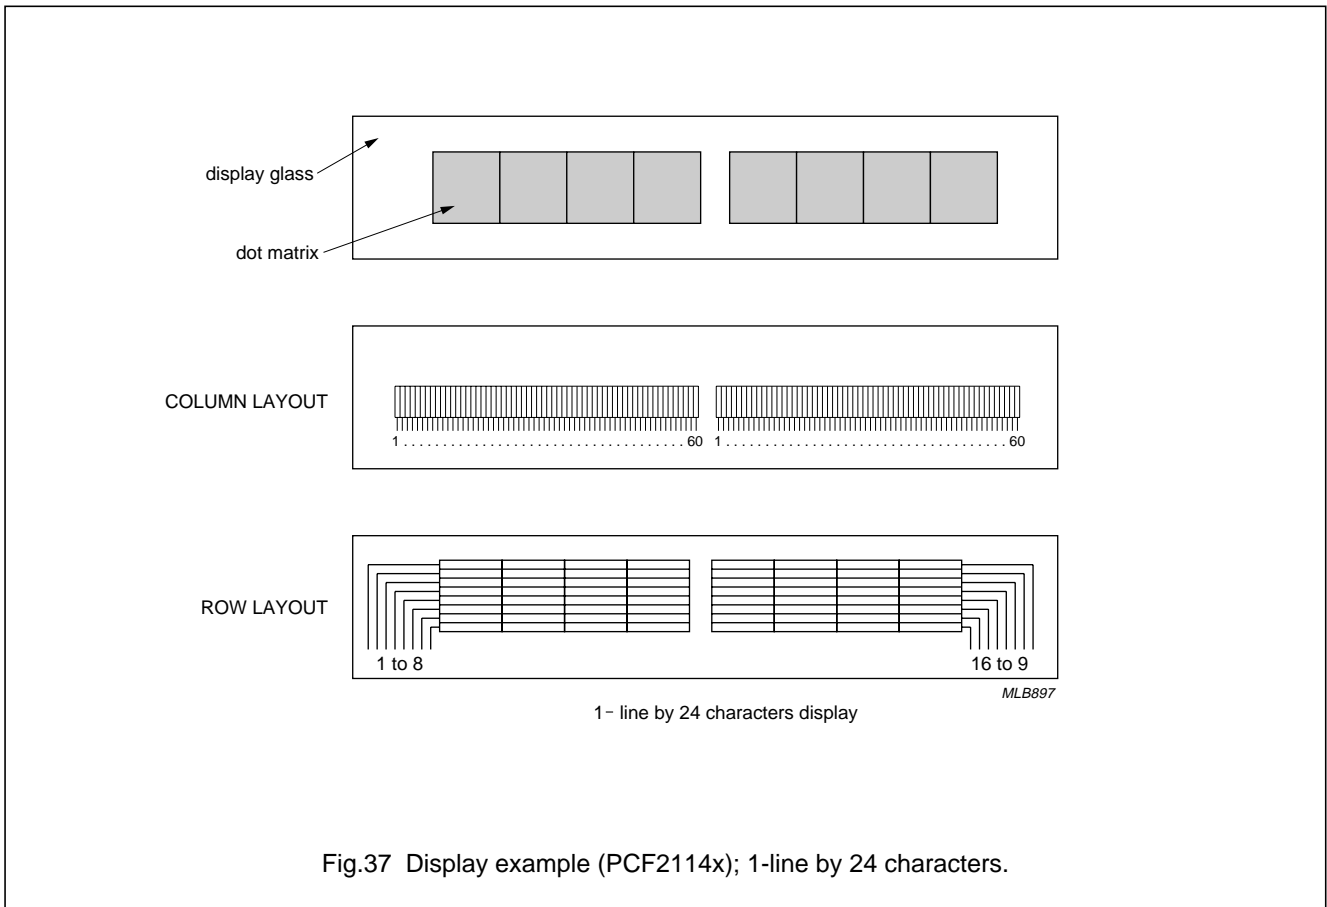 display glass
dot matrix
COLUMN LAYOUT
1 . . . . . . . . . . . . . . . . . . . . . . . . . . . . . . . . . . . . 60 1 . . . . . . . . . . . . . . . . . . . . . . . . . . . . . . . . . . . . 60
ROW LAYOUT
1 to 8
16 to 9
MLB897
1– line by 24 characters display
Fig.37 Display example (PCF2114x); 1-line by 24 characters.